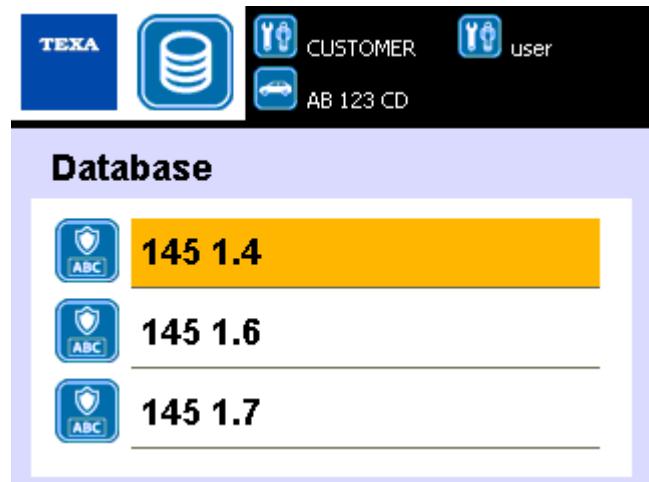 TEXA
CUSTOMER
user
AB 123 CD
Database
ABC
145 1.4
ABC
145 1.6
ABC
145 1.7